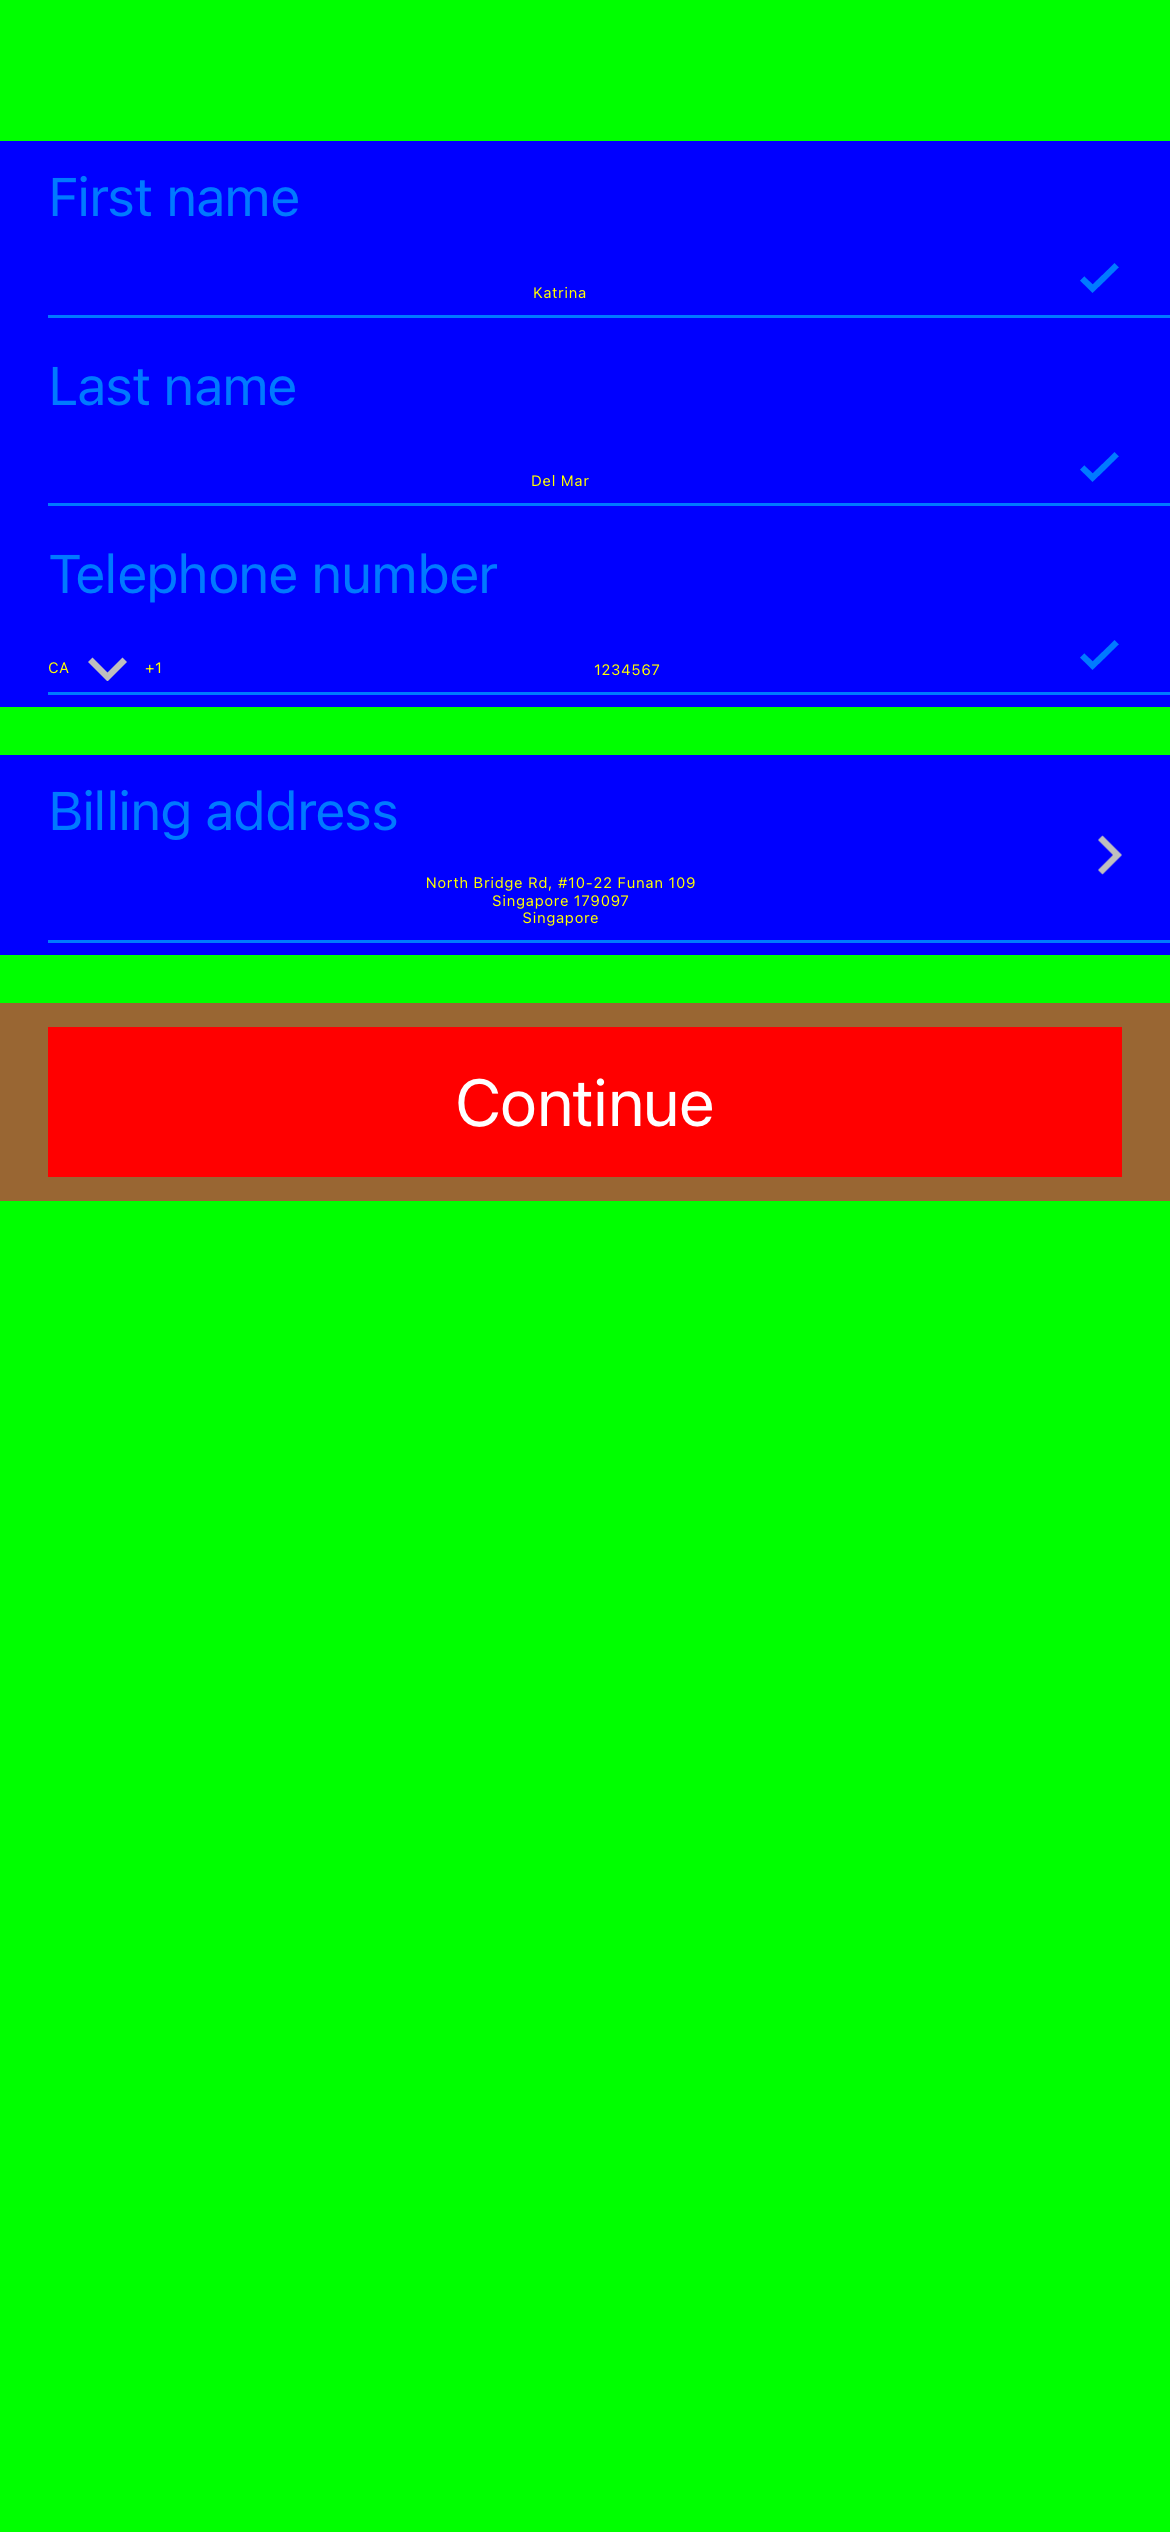 First name
Katrina
Last name
Del Mar
Telephone number
CA +1 1234567
Billing address
North Bridge Rd, #10-22 Funan 109
Singapore 179097
Singapore
Continue